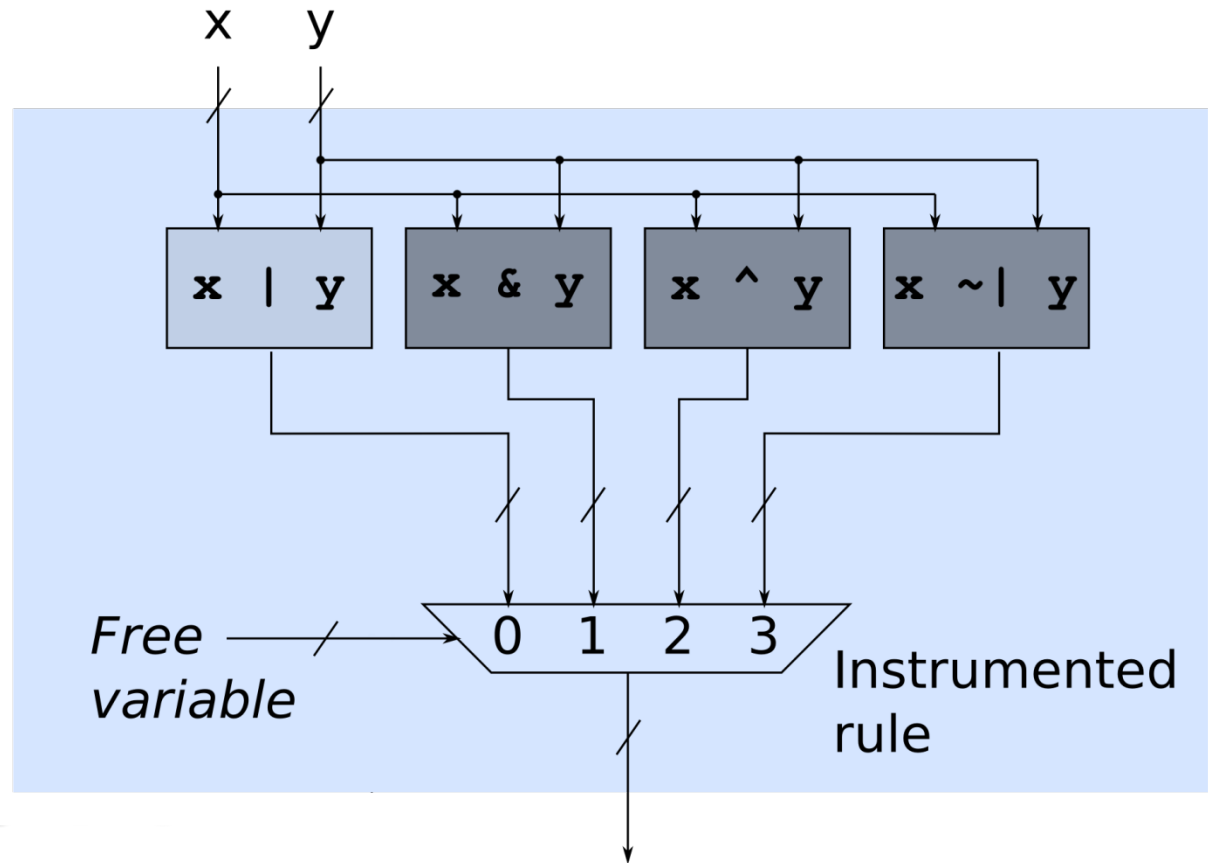 x y
x | y
x & y
x ^ y
x ~| y
0 1 2 3
Free
variable
Instrumented
rule